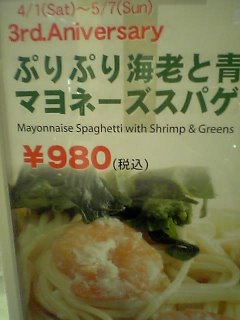 4/1(Sat)～5/7(Sun)
3rd.Aniversary
ぷりぷり海老と青
マヨネーズスパゲ
Mayonnaise Spaghetti with Shrimp & Greens
¥980(税込)